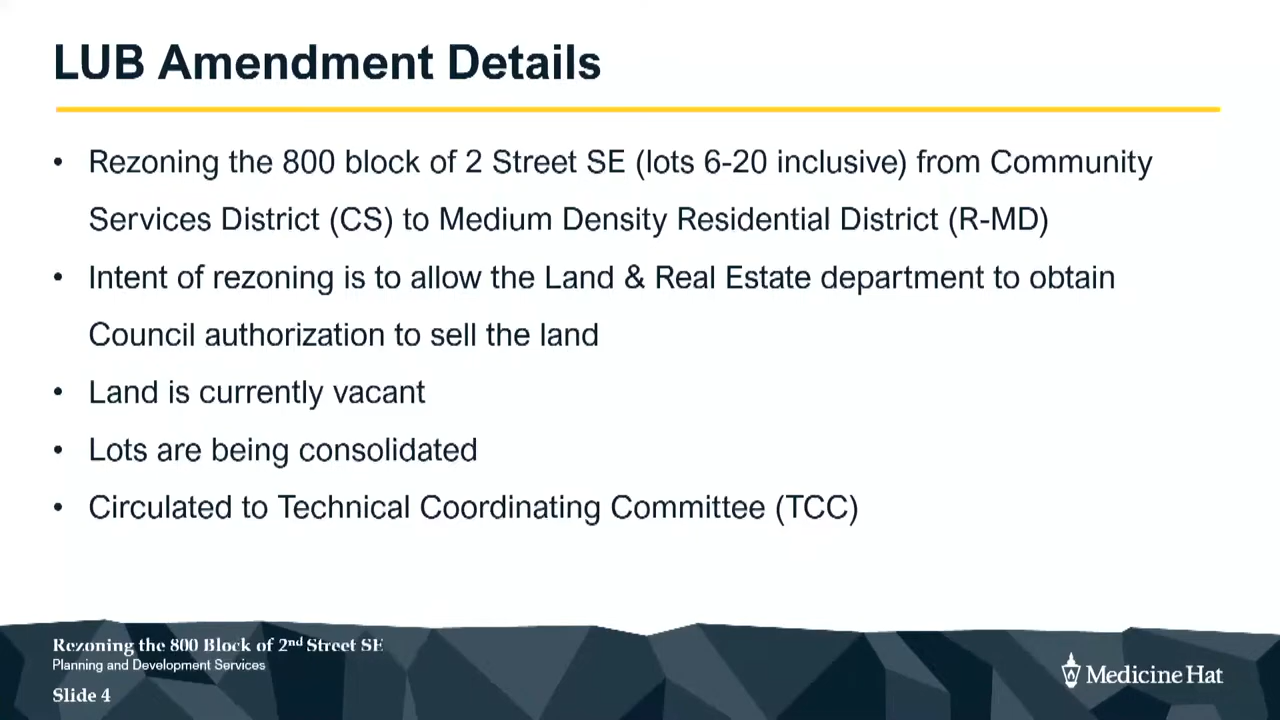 LUB Amendment Details
• Rezoning the 800 block of 2 Street SE (lots 6-20 inclusive) from Community
Services District (CS) to Medium Density Residential District (R-MD)
• Intent of rezoning is to allow the Land & Real Estate department to obtain
Council authorization to sell the land
• Land is currently vacant
• Lots are being consolidated
• Circulated to Technical Coordinating Committee (TCC)
Rezoning the 800 Block of 2nd Street SE
Planning and Development Services
Slide 4
Medicine Hat